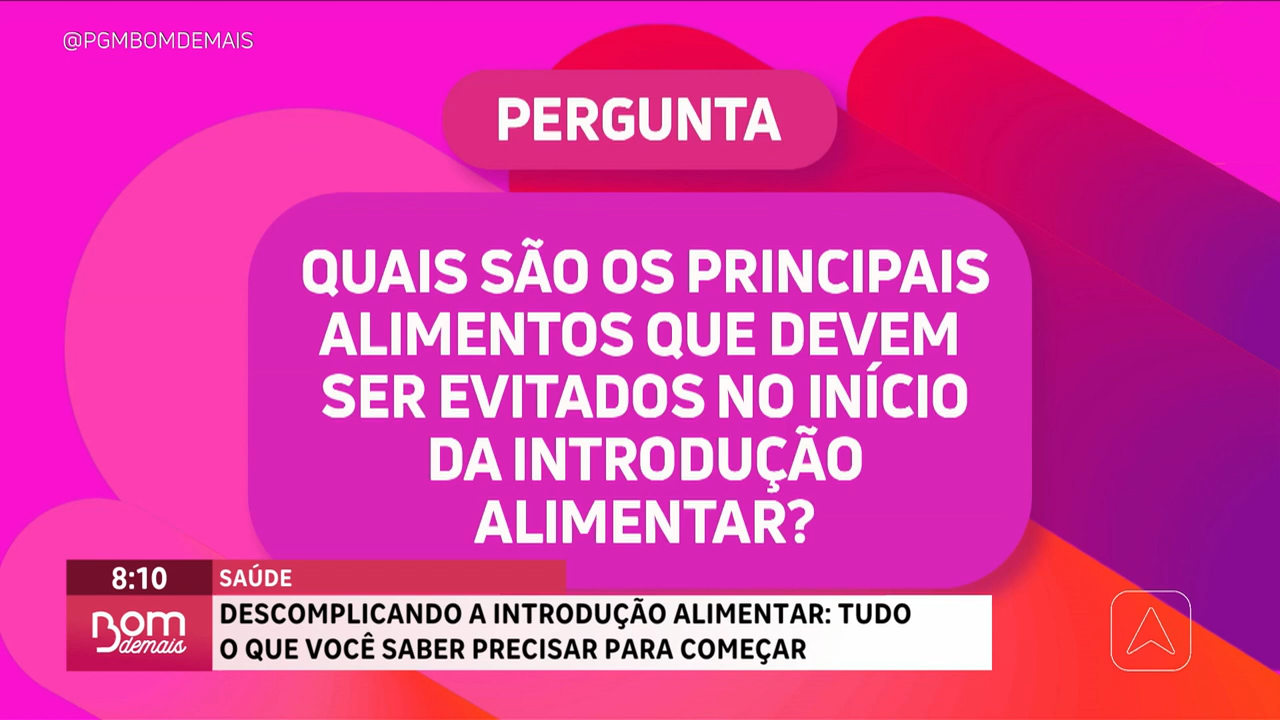 @PGMBOMDEMAIS
PERGUNTA
QUAIS SÃO OS PRINCIPAIS
ALIMENTOS QUE DEVEM
SER EVITADOS NO INÍCIO
DA INTRODUÇÃO
ALIMENTAR?
8:10
SAÚDE
Bom
demais
DESCOMPLICANDO A INTRODUÇÃO ALIMENTAR: TUDO
O QUE VOCÊ SABER PRECISAR PARA COMEÇAR